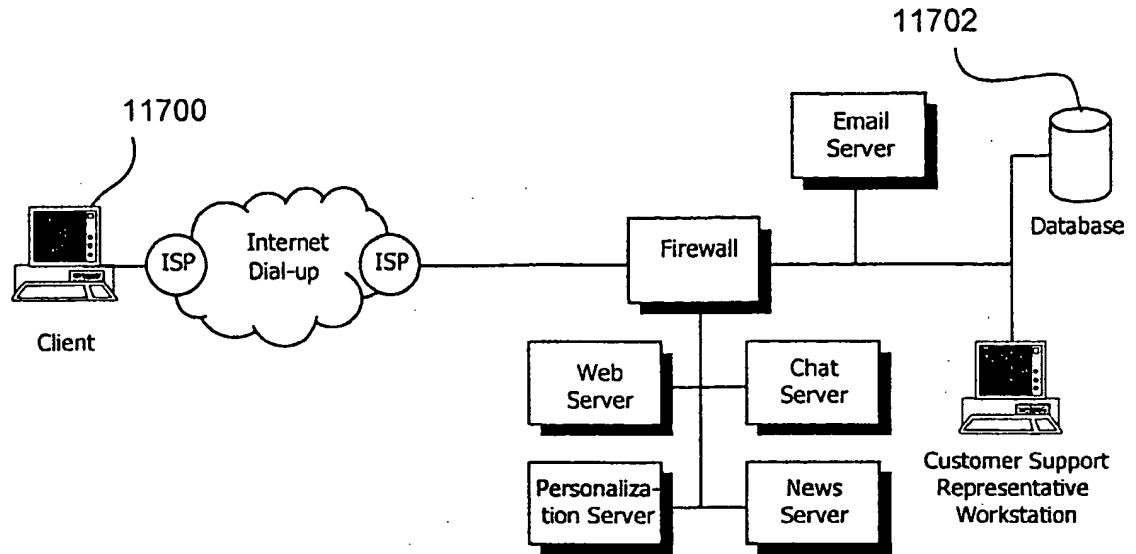 11702
11700
Email
Server
Database
ISP
Internet
Dial-up
ISP
Firewall
Client
Web
Server
Chat
Server
Personaliza-
tion Server
News
Server
Customer Support
Representative
Workstation